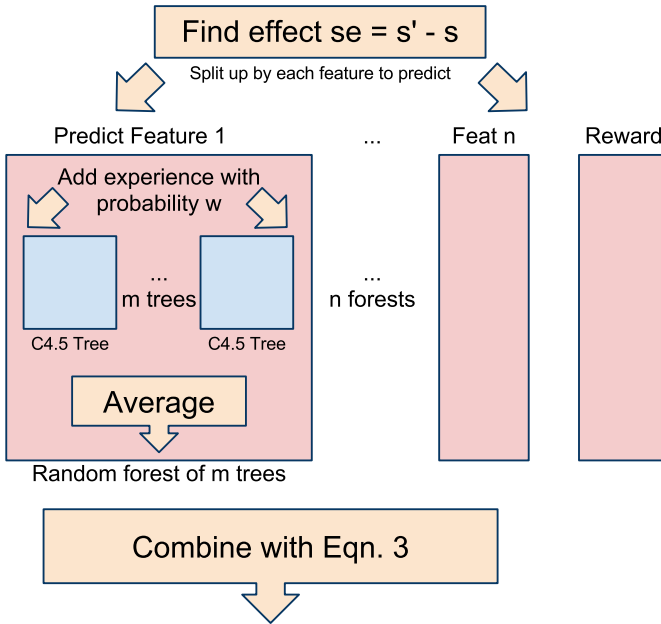 Find effect se = s' - s
Split up by each feature to predict
Predict Feature 1
...
Feat n
Reward
Add experience with
probability w
...
m trees
...
n forests
C4.5 Tree
C4.5 Tree
Average
Random forest of m trees
Combine with Eqn. 3